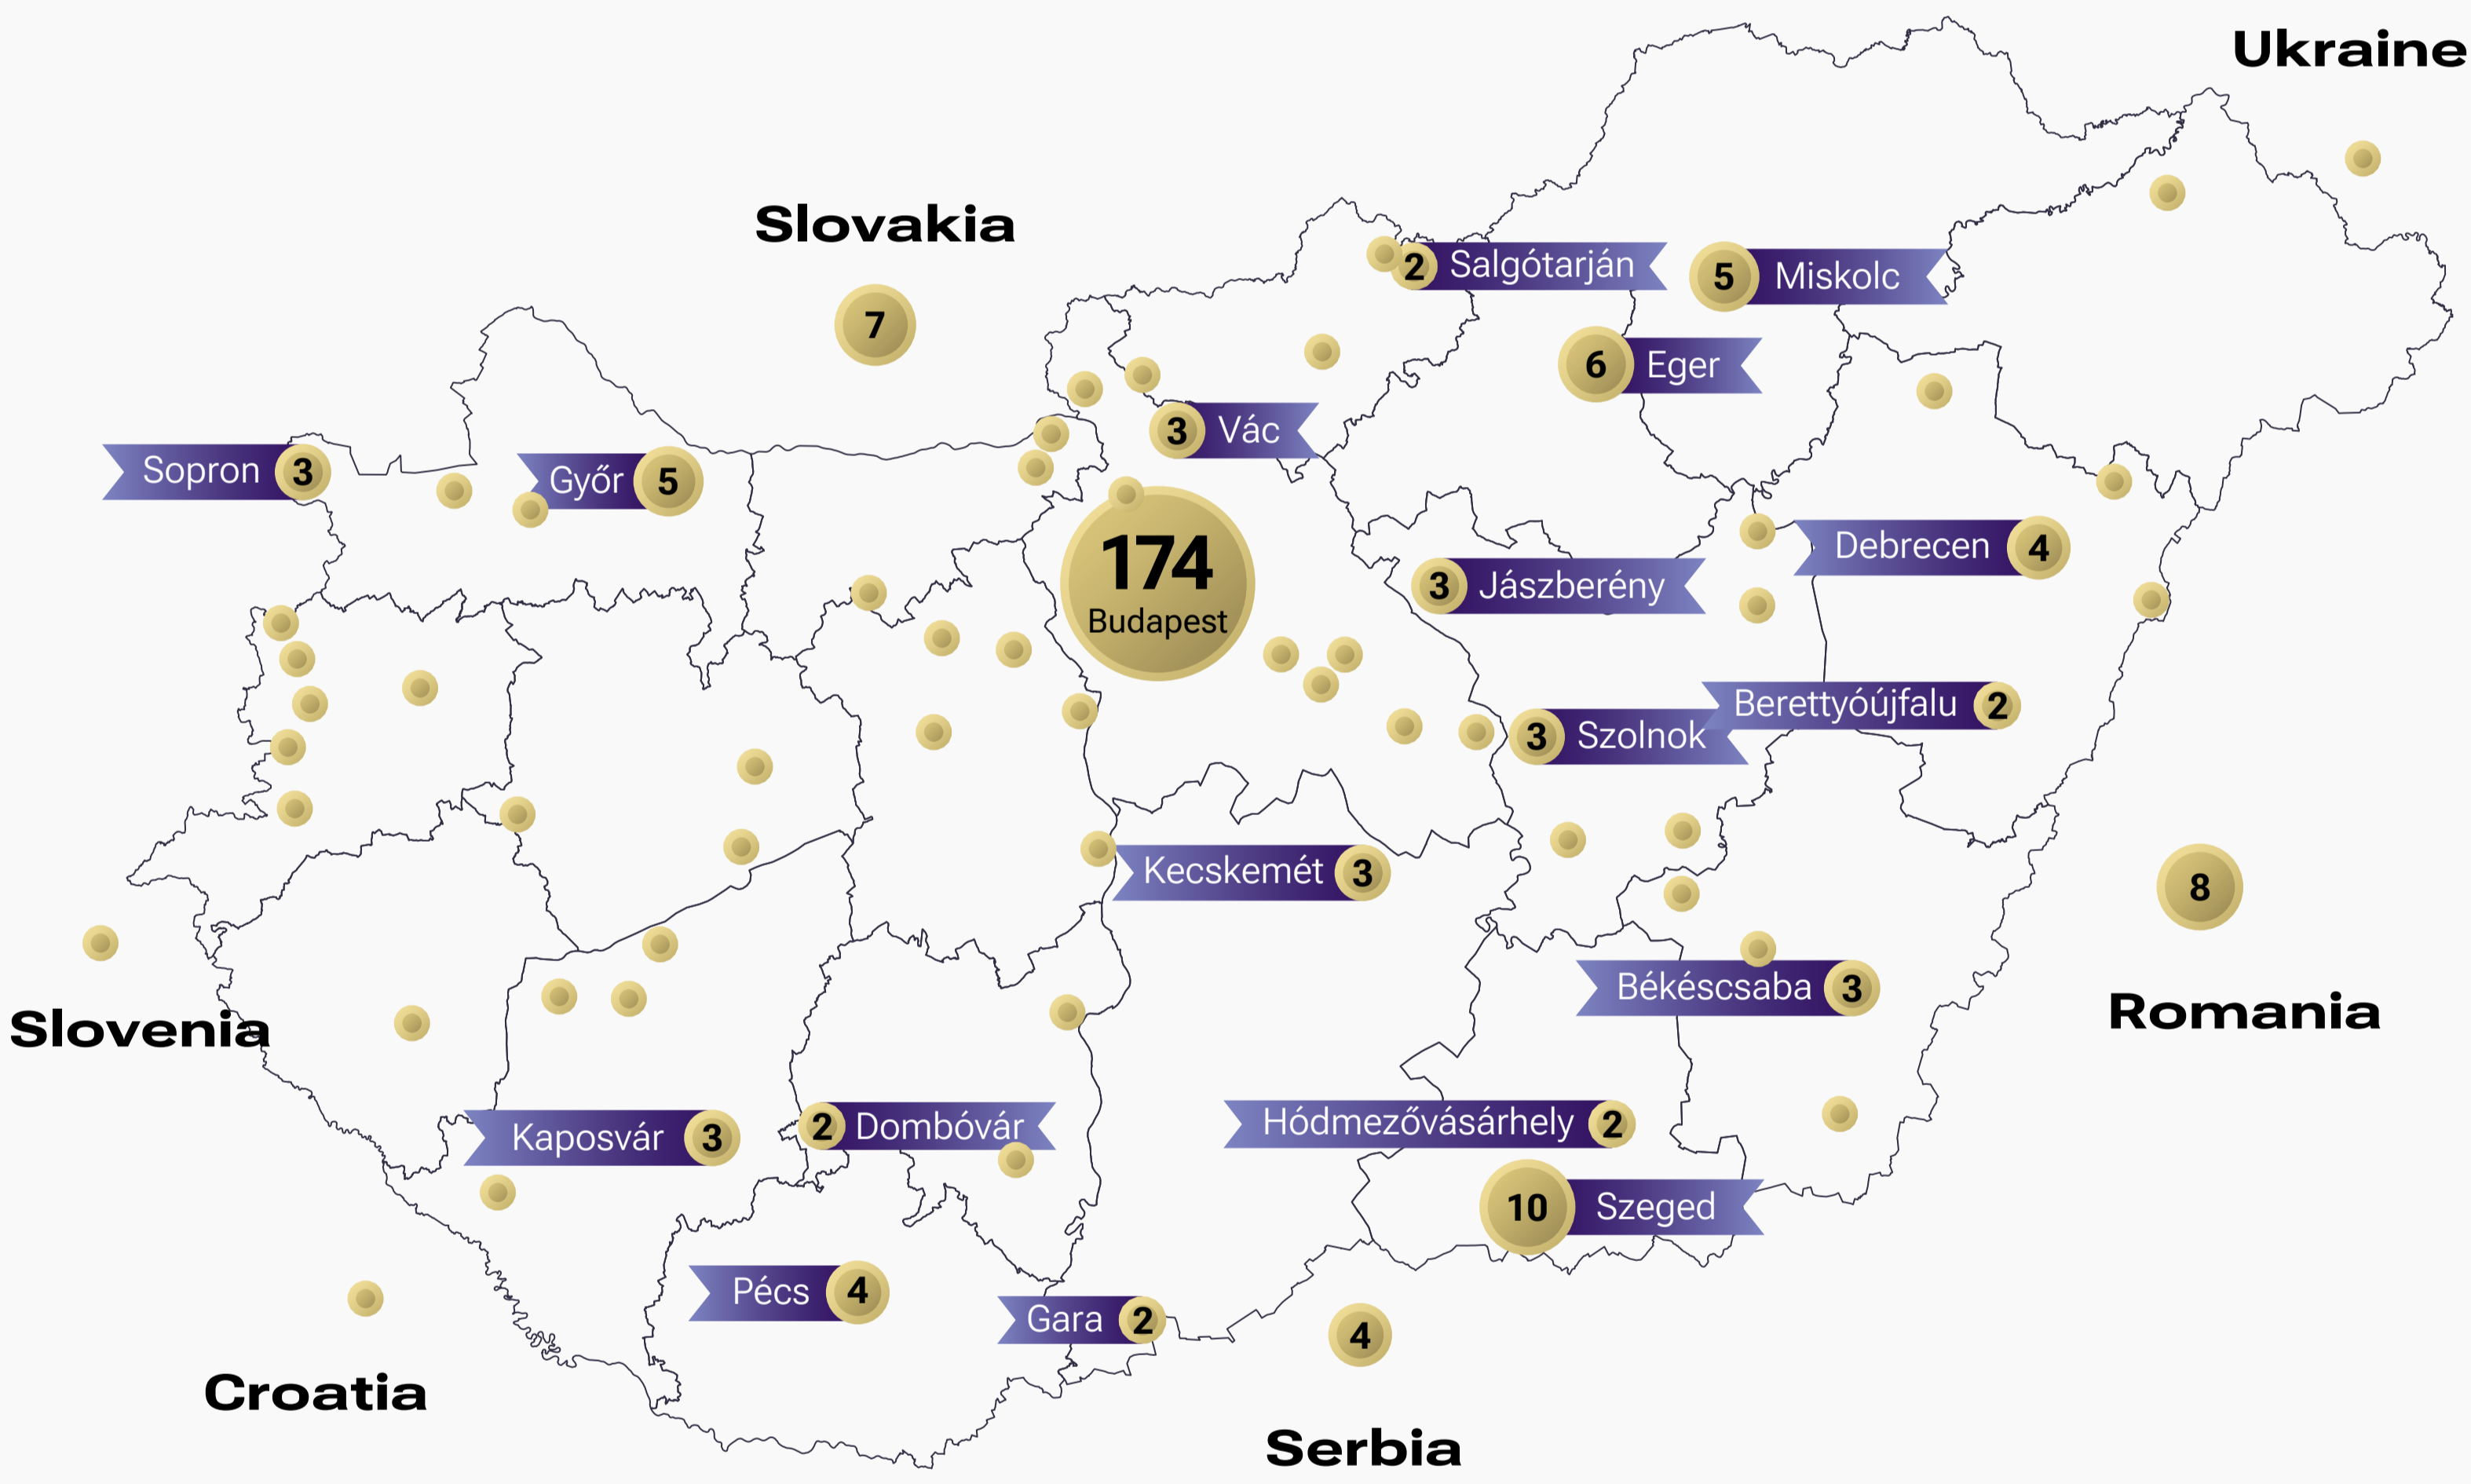 Ukraine
Slovakia
7
2 Salgótarján
5 Miskolc
6 Eger
3 Vác
Sopron 3
Győr 5
174
Budapest
3 Jászberény
Debrecen 4
Berettyóújfalu 2
3 Szolnok
Kecskemét 3
8
Békéscsaba 3
Romania
Slovenia
Kaposvár 3
2 Dombóvár
Hódmezővásárhely 2
10 Szeged
Pécs 4
Gara 2
4
Croatia
Serbia